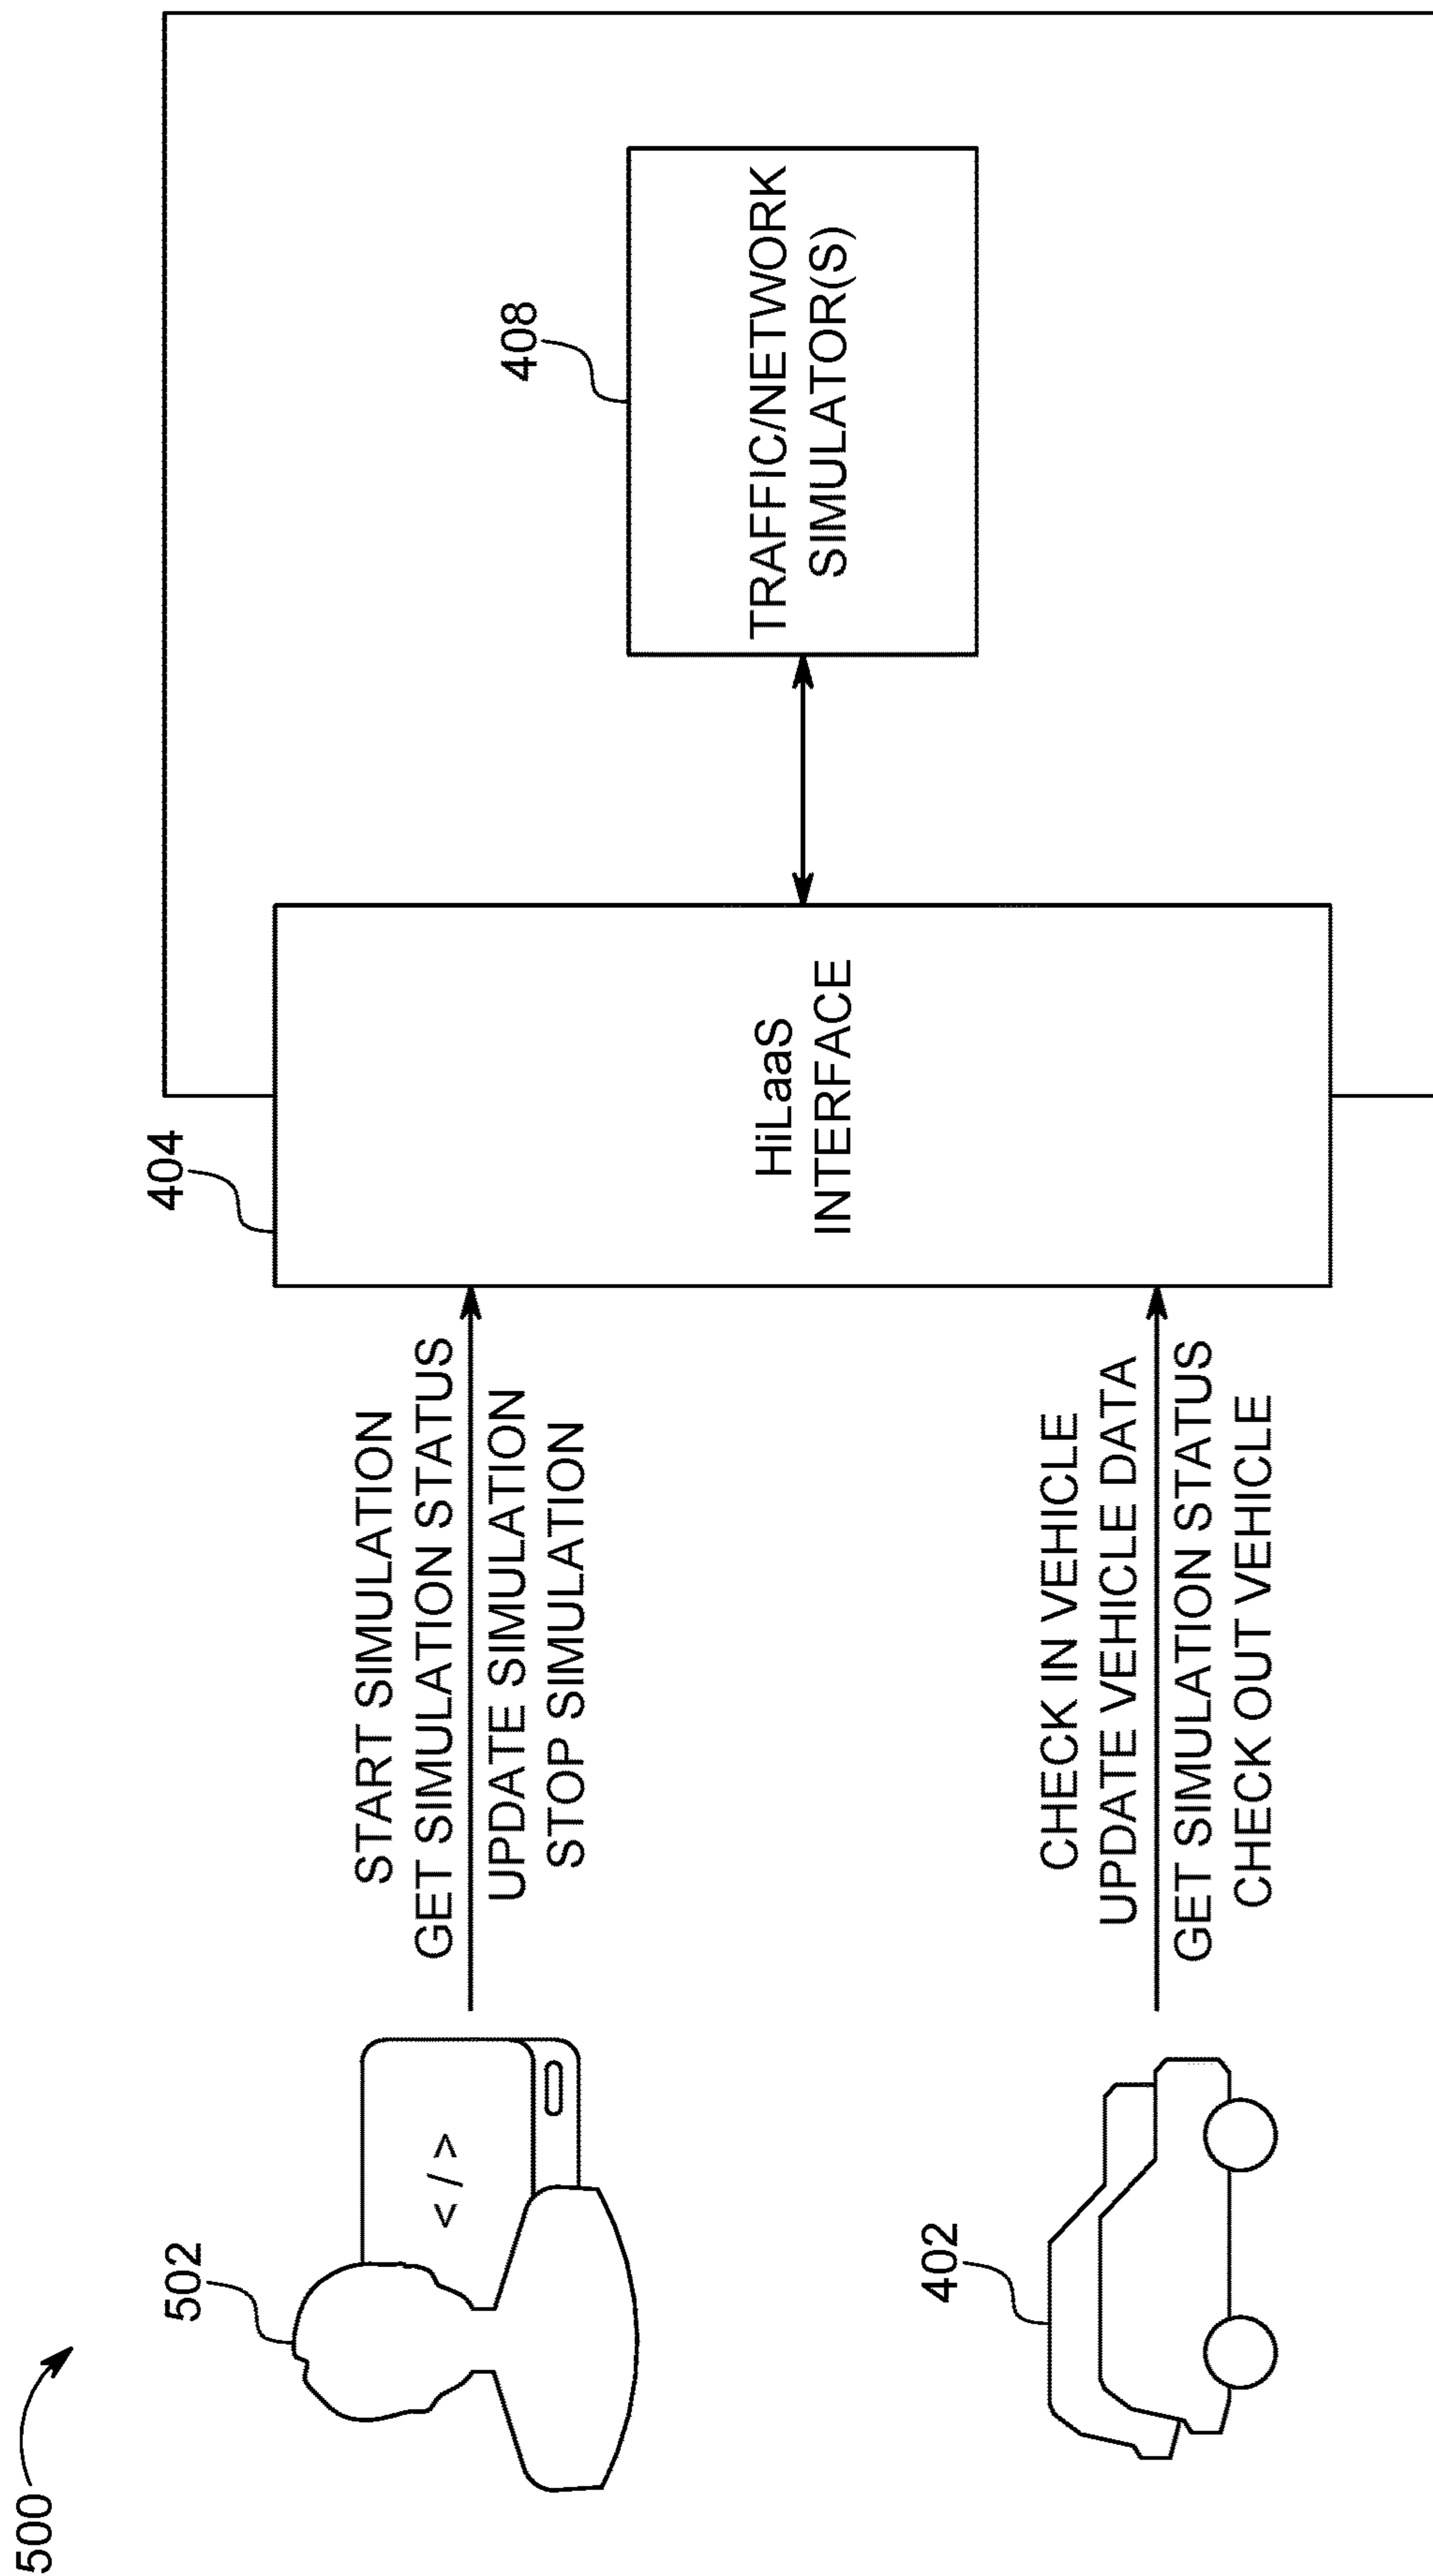 500
502
< / >
START SIMULATION
GET SIMULATION STATUS
UPDATE SIMULATION
STOP SIMULATION
402
CHECK IN VEHICLE
UPDATE VEHICLE DATA
GET SIMULATION STATUS
CHECK OUT VEHICLE
404
HiLaaS
INTERFACE
408
TRAFFIC/NETWORK
SIMULATOR(S)